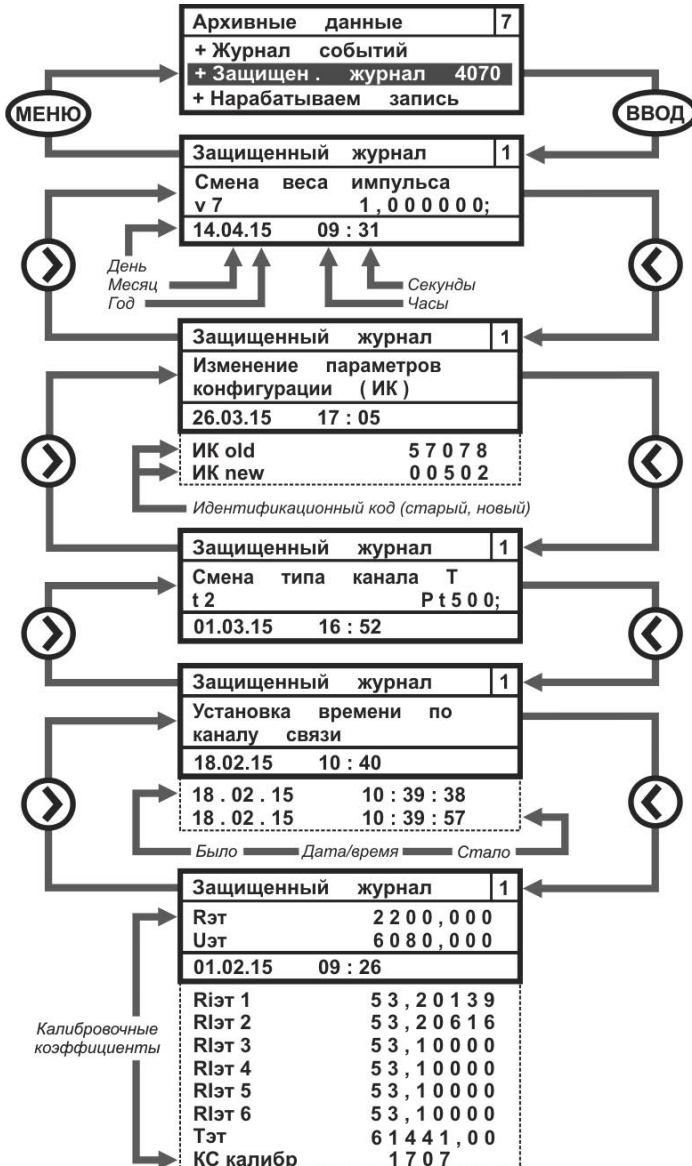 Архивные данные 7
+ Журнал событий
+ Защищен. журнал 4070
+ Нарабатываем запись
МЕНЮ
ВВОД
Защищенный журнал 1
Смена веса импульса
v 7 1,000000;
14.04.15 09 : 31
День
Месяц
Год
Секунды
Часы
Защищенный журнал 1
Изменение параметров
конфигурации ( ИК )
26.03.15 17 : 05
ИК old 57078
ИК new 00502
Идентификационный код (старый, новый)
Защищенный журнал 1
Смена типа канала Т
t 2 Pt500;
01.03.15 16 : 52
Защищенный журнал 1
Установка времени по
каналу связи
18.02.15 10 : 40
18 . 02 . 15 10 : 39 : 38
18 . 02 . 15 10 : 39 : 57
Было Дата/время Стало
Защищенный журнал 1
Rэт 2200,000
Uэт 6080,000
01.02.15 09 : 26
Калибровочные
коэффициенты
Riэт 1 53,20139
RIэт 2 53,20616
RIэт 3 53,10000
RIэт 4 53,10000
RIэт 5 53,10000
RIэт 6 53,10000
Тэт 61441,00
КС калибр 1707